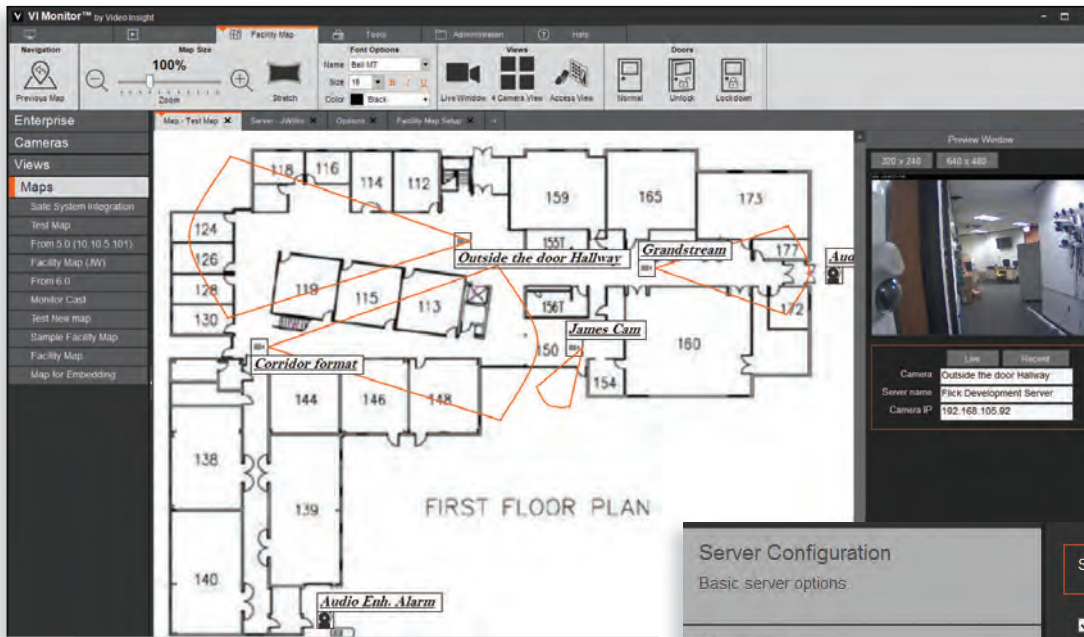 VI Monitor™ by Video Insight
Facility Map
Tools
Administration
Help
Navigation
Map Size
Font Options
Views
Doors
100%
Name Bell MT
Size 16 B I U
Color Black
Previous Map
Zoom
Stretch
Live Window
4 Camera View
Access View
Normal
Unlock
Lockdown
Enterprise
Cameras
Views
Maps
Safe System Integration
Test Map
From 5.0 (10.10.5.101)
Facility Map (JW)
From 6.0
Monitor Cast
Test New map
Sample Facility Map
Facility Map
Map for Embedding
Map - Test Map
Options
Facility Map Setup
118
116
114
112
159
165
173
124
126
128
130
119
115
113
155T
156T
177
172
150
154
160
144
146
148
138
139
140
Outside the door Hallway
Grandstream
Aud
James Cam
Corridor format
FIRST FLOOR PLAN
Audio Enh. Alarm
Preview Window
320 x 240
640 x 480
Live
Recent
Camera Outside the door Hallway
Server name Flick Development Server
Camera IP 192.168.105.92
Server Configuration
Basic server options
S